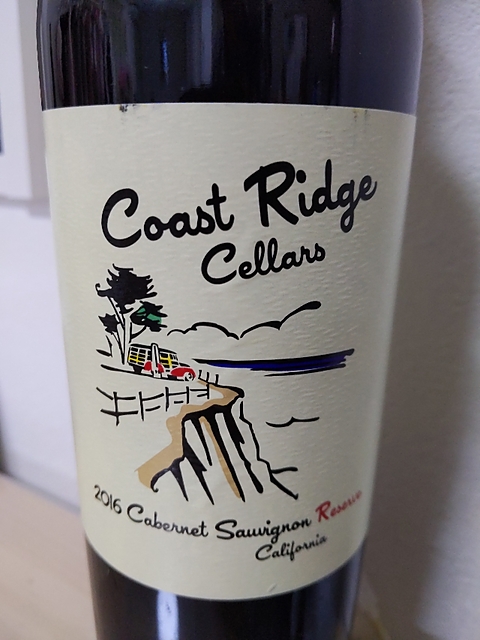 Coast Ridge
Cellars
2016 Cabernet Sauvignon Reserve
California